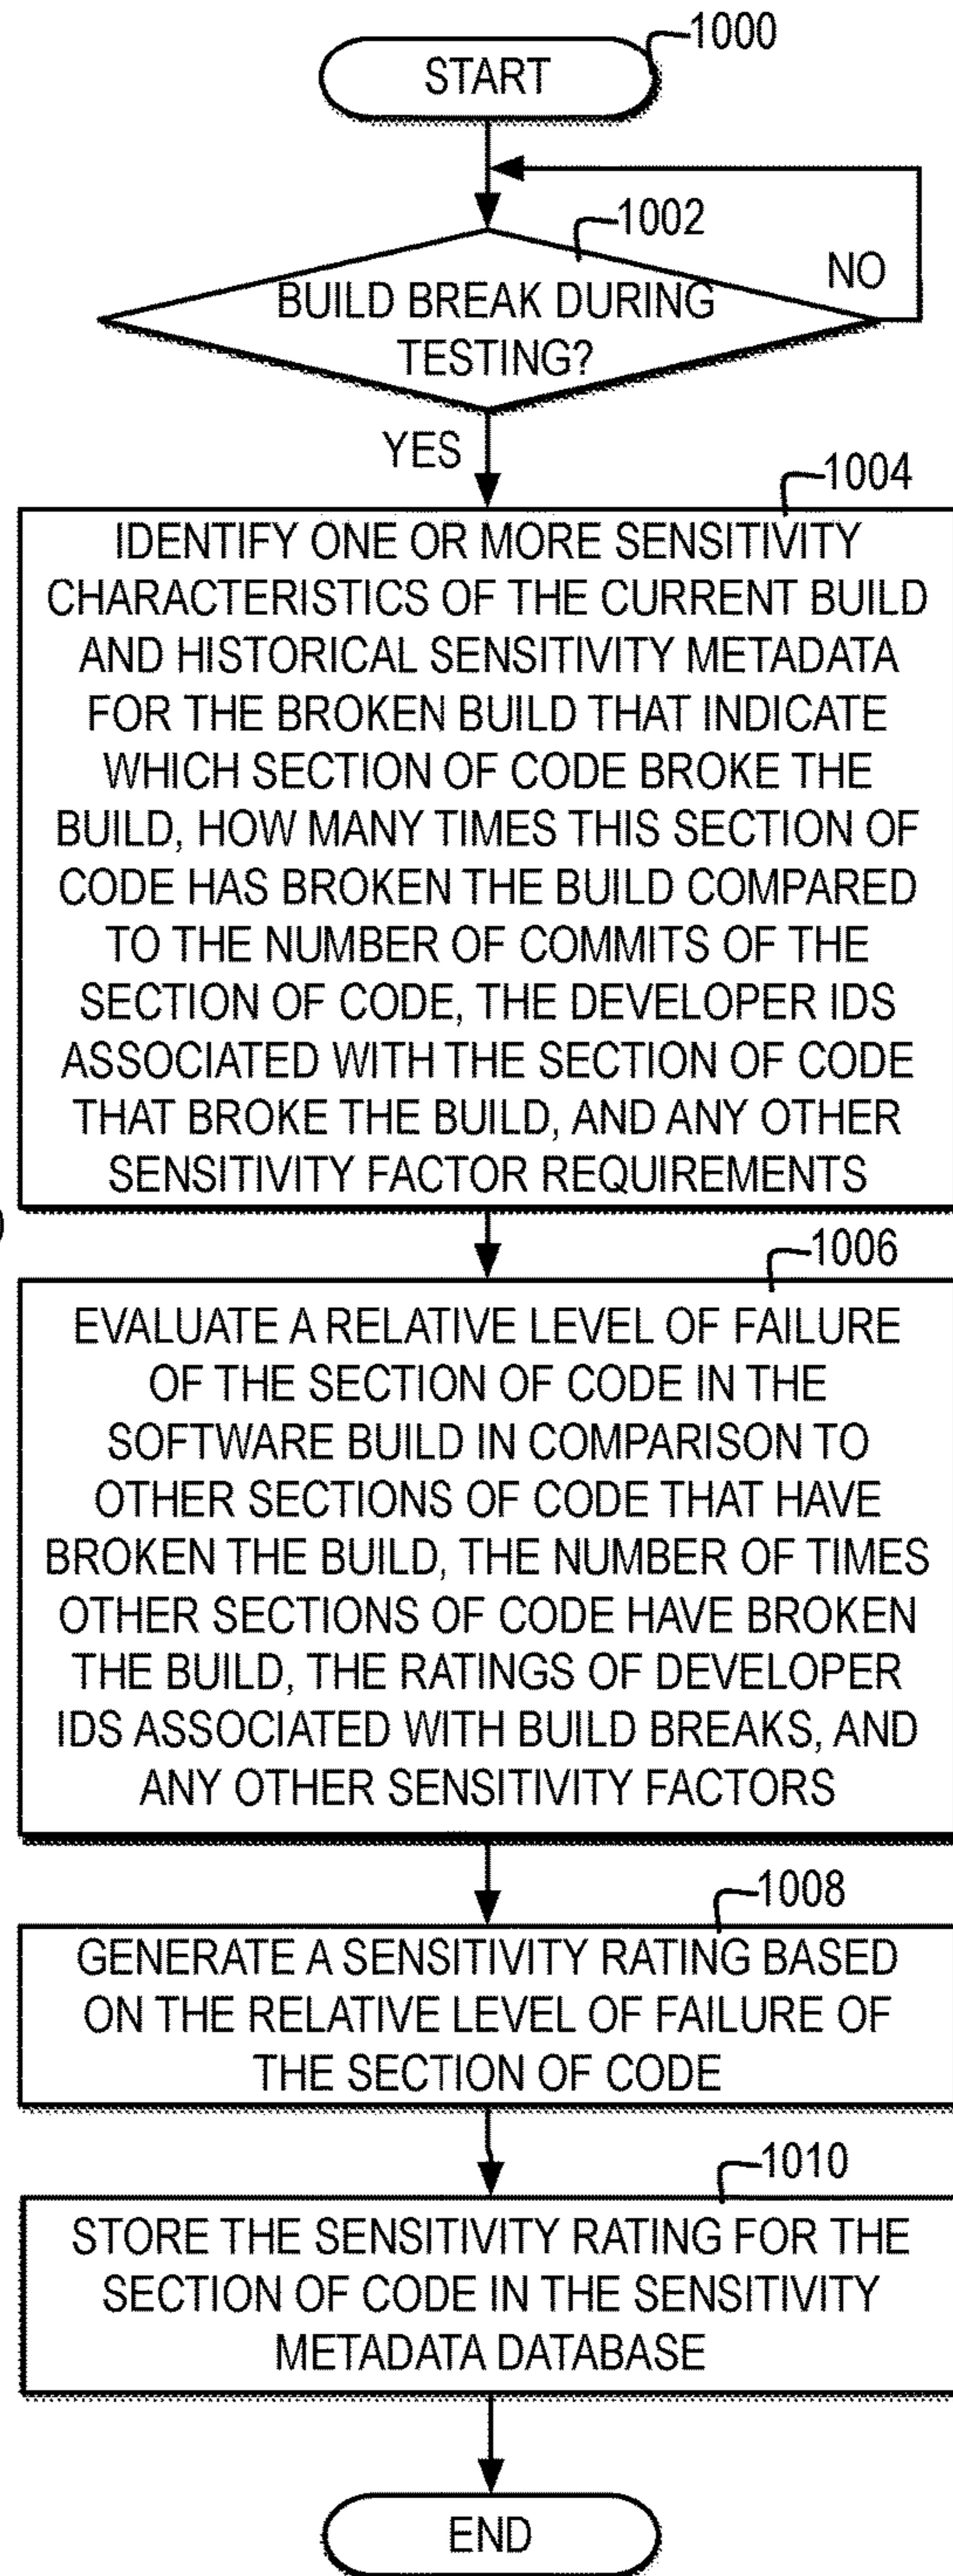 1000
START
1002
BUILD BREAK DURING
TESTING?
NO
YES
1004
IDENTIFY ONE OR MORE SENSITIVITY
CHARACTERISTICS OF THE CURRENT BUILD
AND HISTORICAL SENSITIVITY METADATA
FOR THE BROKEN BUILD THAT INDICATE
WHICH SECTION OF CODE BROKE THE
BUILD, HOW MANY TIMES THIS SECTION OF
CODE HAS BROKEN THE BUILD COMPARED
TO THE NUMBER OF COMMITS OF THE
SECTION OF CODE, THE DEVELOPER IDS
ASSOCIATED WITH THE SECTION OF CODE
THAT BROKE THE BUILD, AND ANY OTHER
SENSITIVITY FACTOR REQUIREMENTS
1006
EVALUATE A RELATIVE LEVEL OF FAILURE
OF THE SECTION OF CODE IN THE
SOFTWARE BUILD IN COMPARISON TO
OTHER SECTIONS OF CODE THAT HAVE
BROKEN THE BUILD, THE NUMBER OF TIMES
OTHER SECTIONS OF CODE HAVE BROKEN
THE BUILD, THE RATINGS OF DEVELOPER
IDS ASSOCIATED WITH BUILD BREAKS, AND
ANY OTHER SENSITIVITY FACTORS
1008
GENERATE A SENSITIVITY RATING BASED
ON THE RELATIVE LEVEL OF FAILURE OF
THE SECTION OF CODE
1010
STORE THE SENSITIVITY RATING FOR THE
SECTION OF CODE IN THE SENSITIVITY
METADATA DATABASE
END